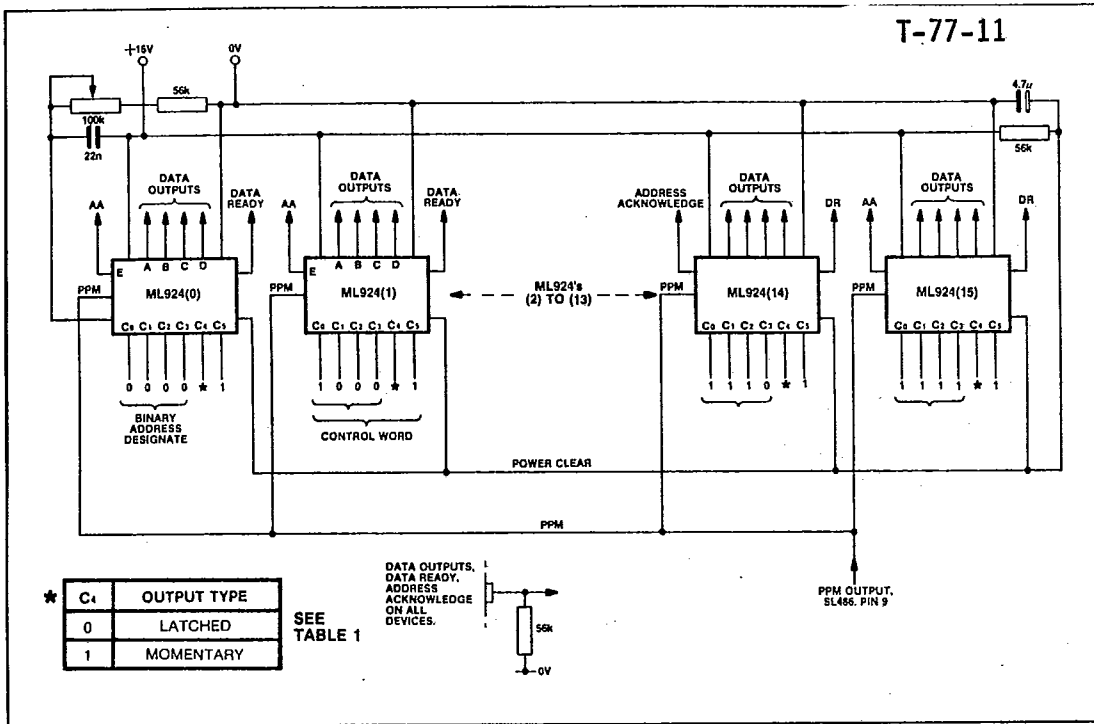 T-77-11
+16V
0V
56k
100k
22n
4.7µ
56k
AA
DATA
OUTPUTS
DATA
READY
AA
DATA
OUTPUTS
DATA
READY
ADDRESS
ACKNOWLEDGE
DATA
OUTPUTS
DR
AA
DATA
OUTPUTS
DR
E A B C D
PPM
ML924(0)
C0 C1 C2 C3 C4 C5
E A B C D
PPM
ML924(1)
C0 C1 C2 C3 C4 C5
ML924's
(2) TO (13)
PPM
ML924(14)
C0 C1 C2 C3 C4 C5
PPM
ML924(15)
C0 C1 C2 C3 C4 C5
0 0 0 0 * 1
BINARY
ADDRESS
DESIGNATE
1 0 0 0 * 1
CONTROL WORD
1 1 1 0 * 1
1 1 1 1 * 1
POWER CLEAR
PPM
PPM OUTPUT,
SL486, PIN 9
DATA OUTPUTS,
DATA READY,
ADDRESS
ACKNOWLEDGE
ON ALL
DEVICES.
56k
0V
* C4 OUTPUT TYPE
0 LATCHED
1 MOMENTARY
SEE
TABLE 1